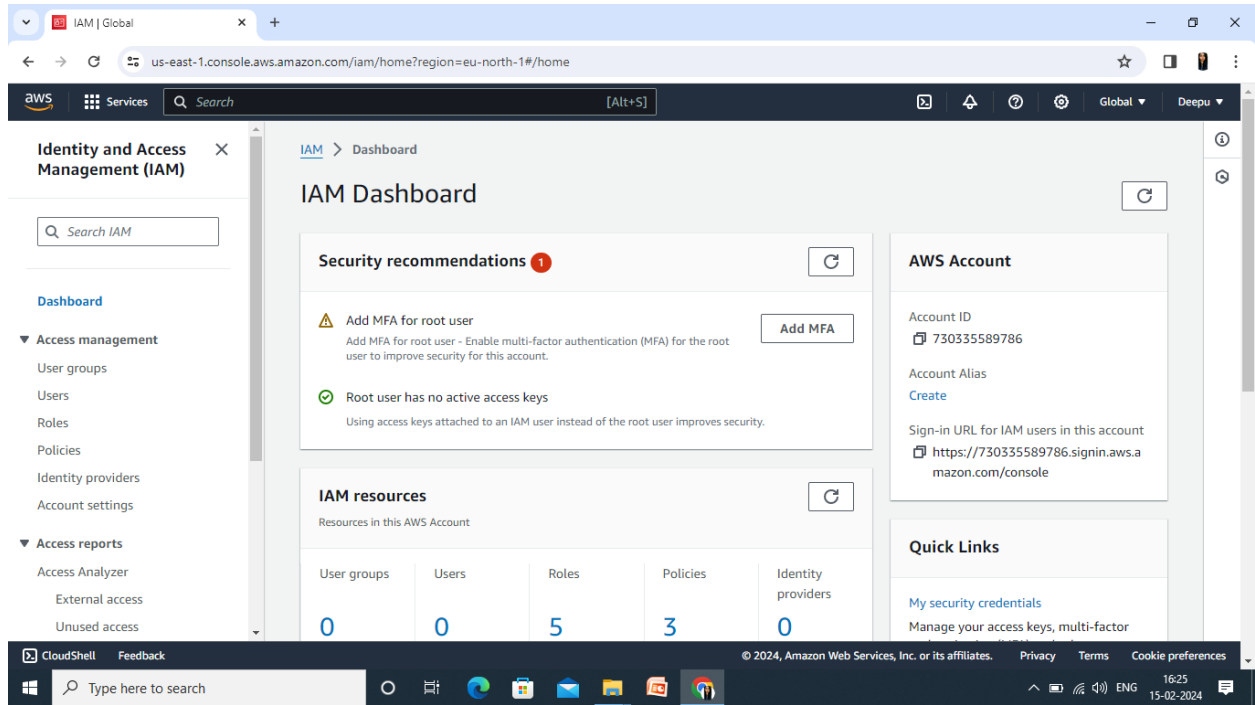 IAM | Global
us-east-1.console.aws.amazon.com/iam/home?region=eu-north-1#/home
aws
Services
Search
[Alt+S]
Global
Deepu
Identity and Access
Management (IAM)
Search IAM
Dashboard
Access management
User groups
Users
Roles
Policies
Identity providers
Account settings
Access reports
Access Analyzer
External access
Unused access
IAM > Dashboard
IAM Dashboard
Security recommendations 1
Add MFA for root user
Add MFA for root user - Enable multi-factor authentication (MFA) for the root
user to improve security for this account.
Add MFA
Root user has no active access keys
Using access keys attached to an IAM user instead of the root user improves security.
IAM resources
Resources in this AWS Account
User groups
0
Users
0
Roles
5
Policies
3
Identity
providers
0
AWS Account
Account ID
730335589786
Account Alias
Create
Sign-in URL for IAM users in this account
https://730335589786.signin.aws.a
mazon.com/console
Quick Links
My security credentials
Manage your access keys, multi-factor
CloudShell
Feedback
© 2024, Amazon Web Services, Inc. or its affiliates.
Privacy
Terms
Cookie preferences
Type here to search
ENG
16:25
15-02-2024